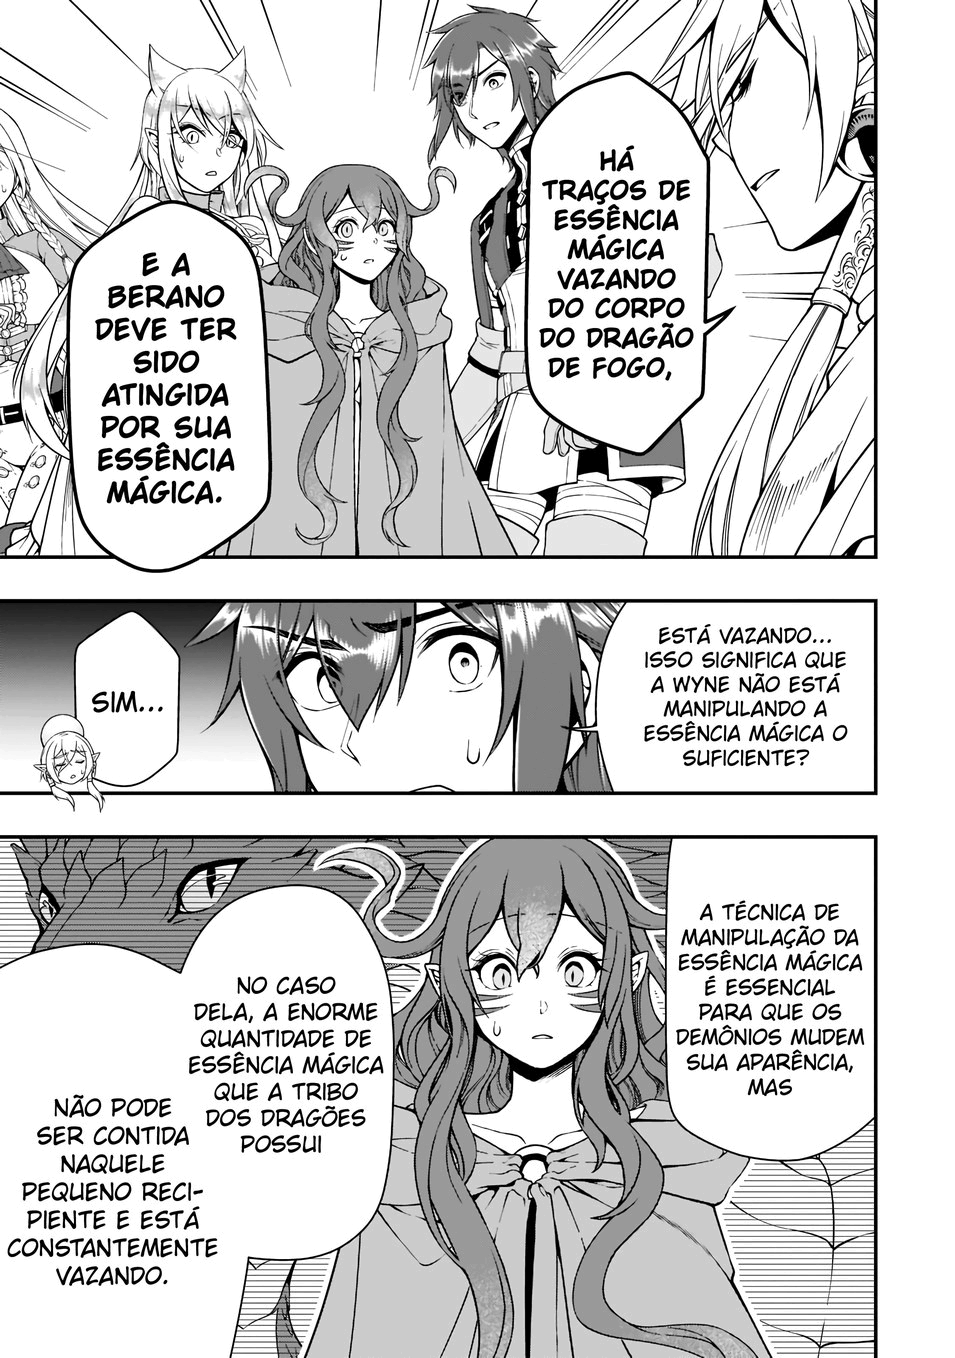 HÁ
TRAÇOS DE
ESSÊNCIA
MÁGICA
VAZANDO
DO CORPO
DO DRAGÃO
DE FOGO,
E A
BERANO
DEVE TER
SIDO
ATINGIDA
POR SUA
ESSÊNCIA
MÁGICA.
ESTÁ VAZANDO...
ISSO SIGNIFICA QUE
A WYNE NÃO ESTÁ
MANIPULANDO A
ESSÊNCIA MÁGICA O
SUFICIENTE?
SIM...
A TÉCNICA DE
MANIPULAÇÃO DA
ESSÊNCIA MÁGICA
É ESSENCIAL
PARA QUE OS
DEMÔNIOS MUDEM
SUA APARÊNCIA,
MAS
NO CASO
DELA, A ENORME
QUANTIDADE DE
ESSÊNCIA MÁGICA
QUE A TRIBO
DOS DRAGÕES
POSSUI
NÃO PODE
SER CONTIDA
NAQUELE
PEQUENO RECI-
PIENTE E ESTÁ
CONSTANTEMENTE
VAZANDO.